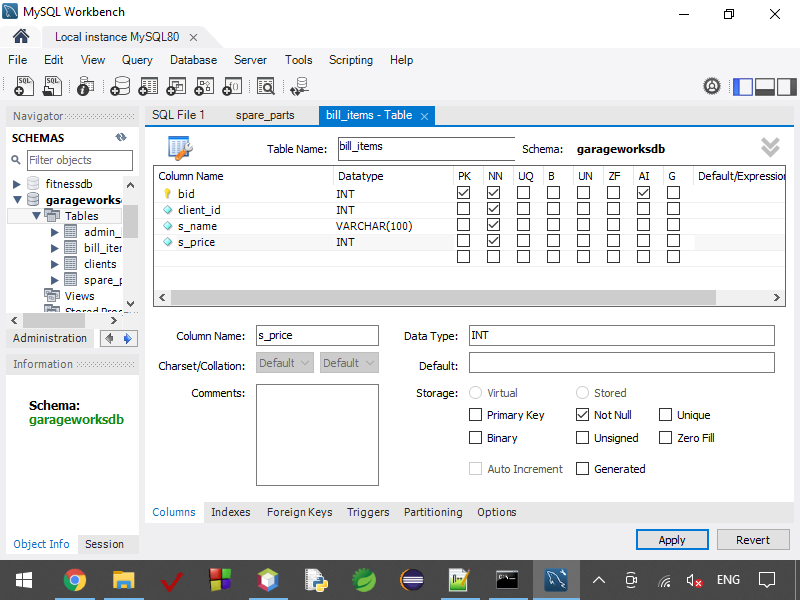 MySQL Workbench
Local instance MySQL80 ×
File Edit View Query Database Server Tools Scripting Help
Navigator
SQL File 1 spare_parts bill_items - Table ×
SCHEMAS
Filter objects
fitnessdb
garageworks
Tables
admin_
bill_iter
clients
spare_p
Views
Stored Proc
Administration
Information
Schema:
garageworksdb
Object Info Session
Table Name: bill_items Schema: garageworksdb
Column Name Datatype PK NN UQ B UN ZF AI G Default/Expression
bid INT
client_id INT
s_name VARCHAR(100)
s_price INT
Column Name: s_price Data Type: INT
Charset/Collation: Default Default Default:
Comments: Storage: Virtual Stored
Primary Key Not Null Unique
Binary Unsigned Zero Fill
Auto Increment Generated
Columns Indexes Foreign Keys Triggers Partitioning Options
Apply Revert
ENG